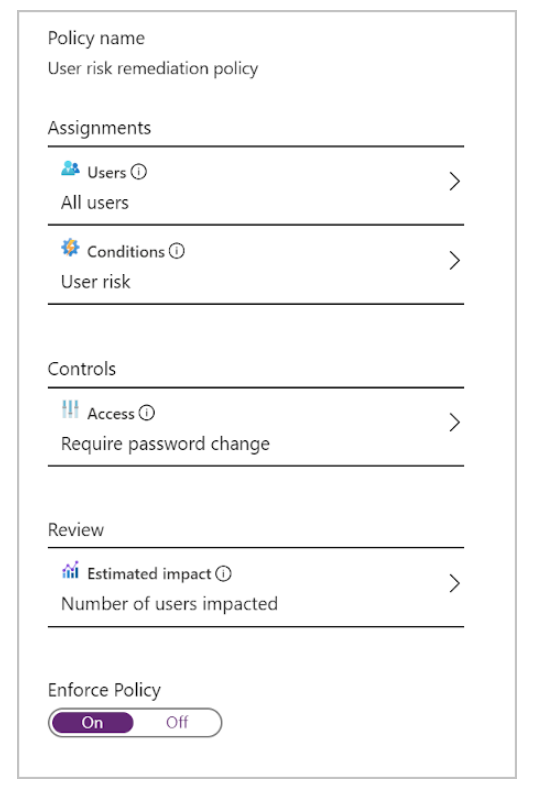 Policy name
User risk remediation policy
Assignments
Users
All users
Conditions
User risk
Controls
Access
Require password change
Review
Estimated impact
Number of users impacted
Enforce Policy
On Off